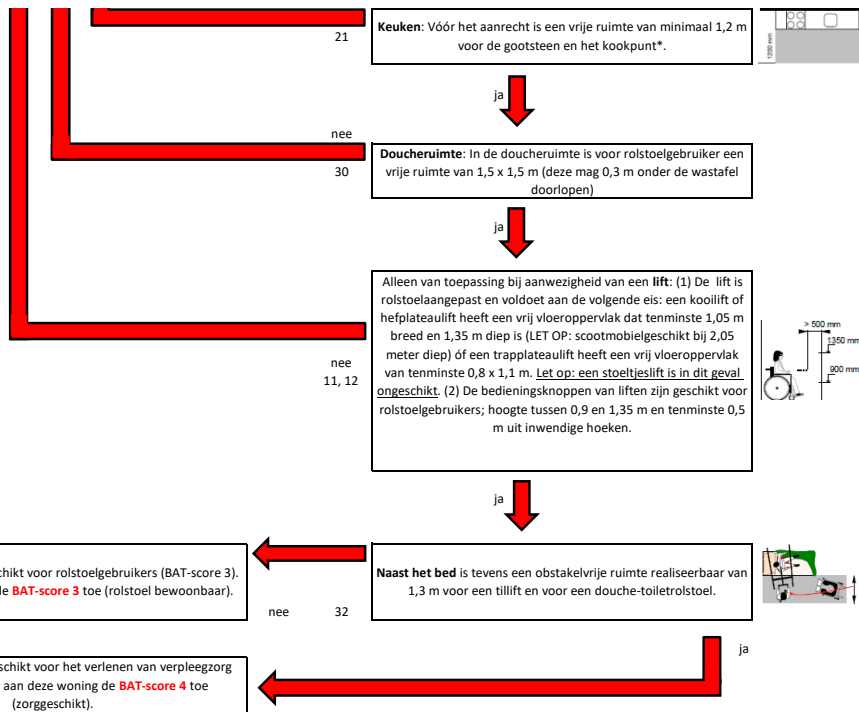 21
Keuken: Vóór het aanrecht is een vrije ruimte van minimaal 1,2 m
voor de gootsteen en het kookpunt*.
1200 mm
ja
nee
30
Doucheruimte: In de doucheruimte is voor rolstoelgebruiker een
vrije ruimte van 1,5 x 1,5 m (deze mag 0,3 m onder de wastafel
doorlopen)
ja
Alleen van toepassing bij aanwezigheid van een lift: (1) De lift is
rolstoelaangepast en voldoet aan de volgende eis: een kooilift of
hefplateaulift heeft een vrij vloeroppervlak dat tenminste 1,05 m
breed en 1,35 m diep is (LET OP: scootmobielgeschikt bij 2,05
meter diep) óf een trapplateaulift heeft een vrij vloeroppervlak
van tenminste 0,8 x 1,1 m. Let op: een stoeltjeslift is in dit geval
ongeschikt. (2) De bedieningsknoppen van liften zijn geschikt voor
rolstoelgebruikers; hoogte tussen 0,9 en 1,35 m en tenminste 0,5
m uit inwendige hoeken.
nee
11, 12
> 500 mm
1350 mm
900 mm
ja
chikt voor rolstoelgebruikers (BAT-score 3).
de BAT-score 3 toe (rolstoel bewoonbaar).
nee 32
Naast het bed is tevens een obstakelvrije ruimte realiseerbaar van
1,3 m voor een tillift en voor een douche-toiletrolstoel.
ja
schikt voor het verlenen van verpleegzorg
aan deze woning de BAT-score 4 toe
(zorggeschikt).